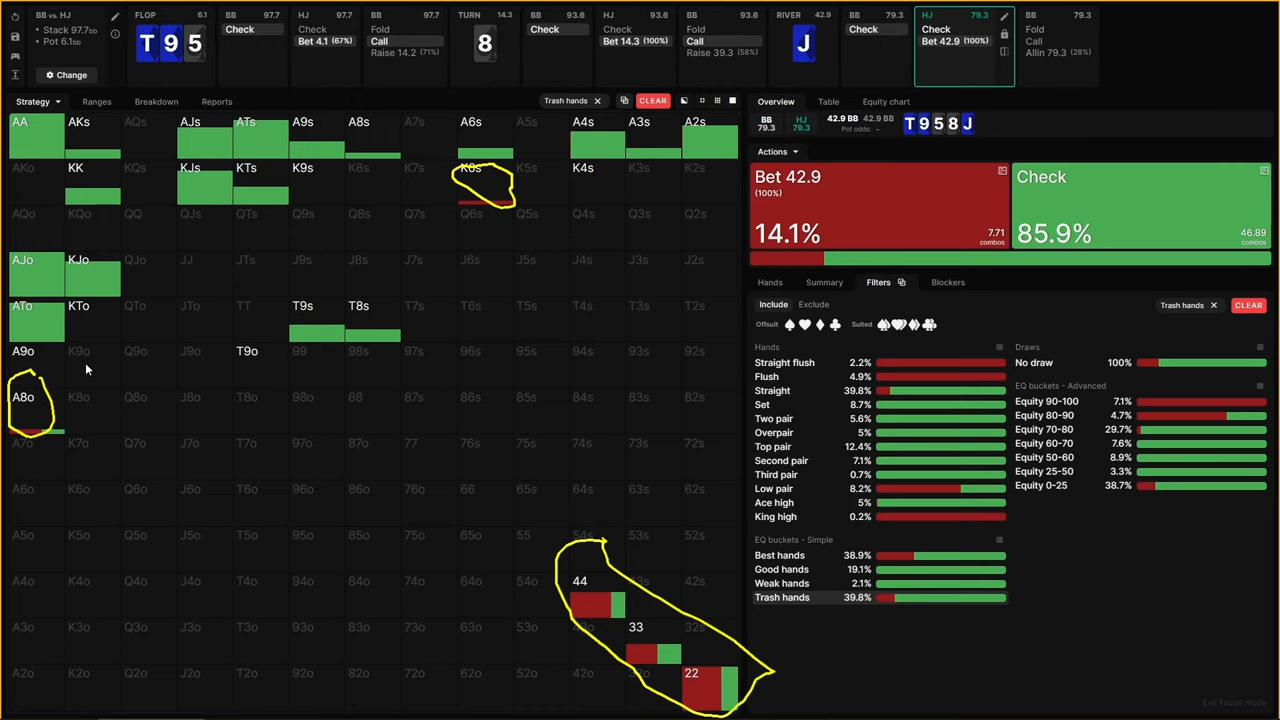 BB vs. HJ
• Stack 97.7bb
• Pot 6.1bb
Change
FLOP 6.1
T 9 5
BB 97.7
Check
HJ 97.7
Check
Bet 4.1 (67%)
BB 97.7
Fold
Call
Raise 14.2 (71%)
TURN 14.3
8
BB 93.6
Check
HJ 93.6
Check
Bet 14.3 (100%)
BB 93.6
Fold
Call
Raise 39.3 (58%)
RIVER 42.9
J
BB 79.3
Check
HJ 79.3
Check
Bet 42.9 (100%)
BB 79.3
Fold
Call
Allin 79.3 (28%)
Strategy Ranges Breakdown Reports
Trash hands × CLEAR
AA AKs AQs AJs ATs A9s A8s A7s A6s A5s A4s A3s A2s
AKo KK KQs KJs KTs K9s K8s K7s K6s K5s K4s K3s K2s
AQo KQo QQ QJs QTs Q9s Q8s Q7s Q6s Q5s Q4s Q3s Q2s
AJo KJo QJo JJ JTs J9s J8s J7s J6s J5s J4s J3s J2s
ATo KTo QTo JTo TT T9s T8s T7s T6s T5s T4s T3s T2s
A9o K9o Q9o J9o T9o 99 98s 97s 96s 95s 94s 93s 92s
A8o K8o Q8o J8o T8o 98o 88 87s 86s 85s 84s 83s 82s
A7o K7o Q7o J7o T7o 97o 87o 77 76s 75s 74s 73s 72s
A6o K6o Q6o J6o T6o 96o 86o 76o 66 65s 64s 63s 62s
A5o K5o Q5o J5o T5o 95o 85o 75o 65o 55 54s 53s 52s
A4o K4o Q4o J4o T4o 94o 84o 74o 64o 54o 44 43s 42s
A3o K3o Q3o J3o T3o 93o 83o 73o 63o 53o 43o 33 32s
A2o K2o Q2o J2o T2o 92o 82o 72o 62o 52o 42o 32o 22
Overview Table Equity chart
BB 79.3
HJ 79.3
42.9 BB 42.9 BB
Pot odds: -
T 9 5 8 J
Actions
Bet 42.9
(100%)
14.1%
7.71
combos
Check
85.9%
46.89
combos
Hands Summary Filters Blockers
Include Exclude
Trash hands × CLEAR
Offsuit Suited
Hands
Straight flush 2.2%
Flush 4.9%
Straight 39.8%
Set 8.7%
Two pair 5.6%
Overpair 5%
Top pair 12.4%
Second pair 7.1%
Third pair 0.7%
Low pair 8.2%
Ace high 5%
King high 0.2%
EQ buckets - Simple
Best hands 38.9%
Good hands 19.1%
Weak hands 2.1%
Trash hands 39.8%
Draws
No draw 100%
EQ buckets - Advanced
Equity 90-100 7.1%
Equity 80-90 4.7%
Equity 70-80 29.7%
Equity 60-70 7.6%
Equity 50-60 8.9%
Equity 25-50 3.3%
Equity 0-25 38.7%
Exit Focus mode